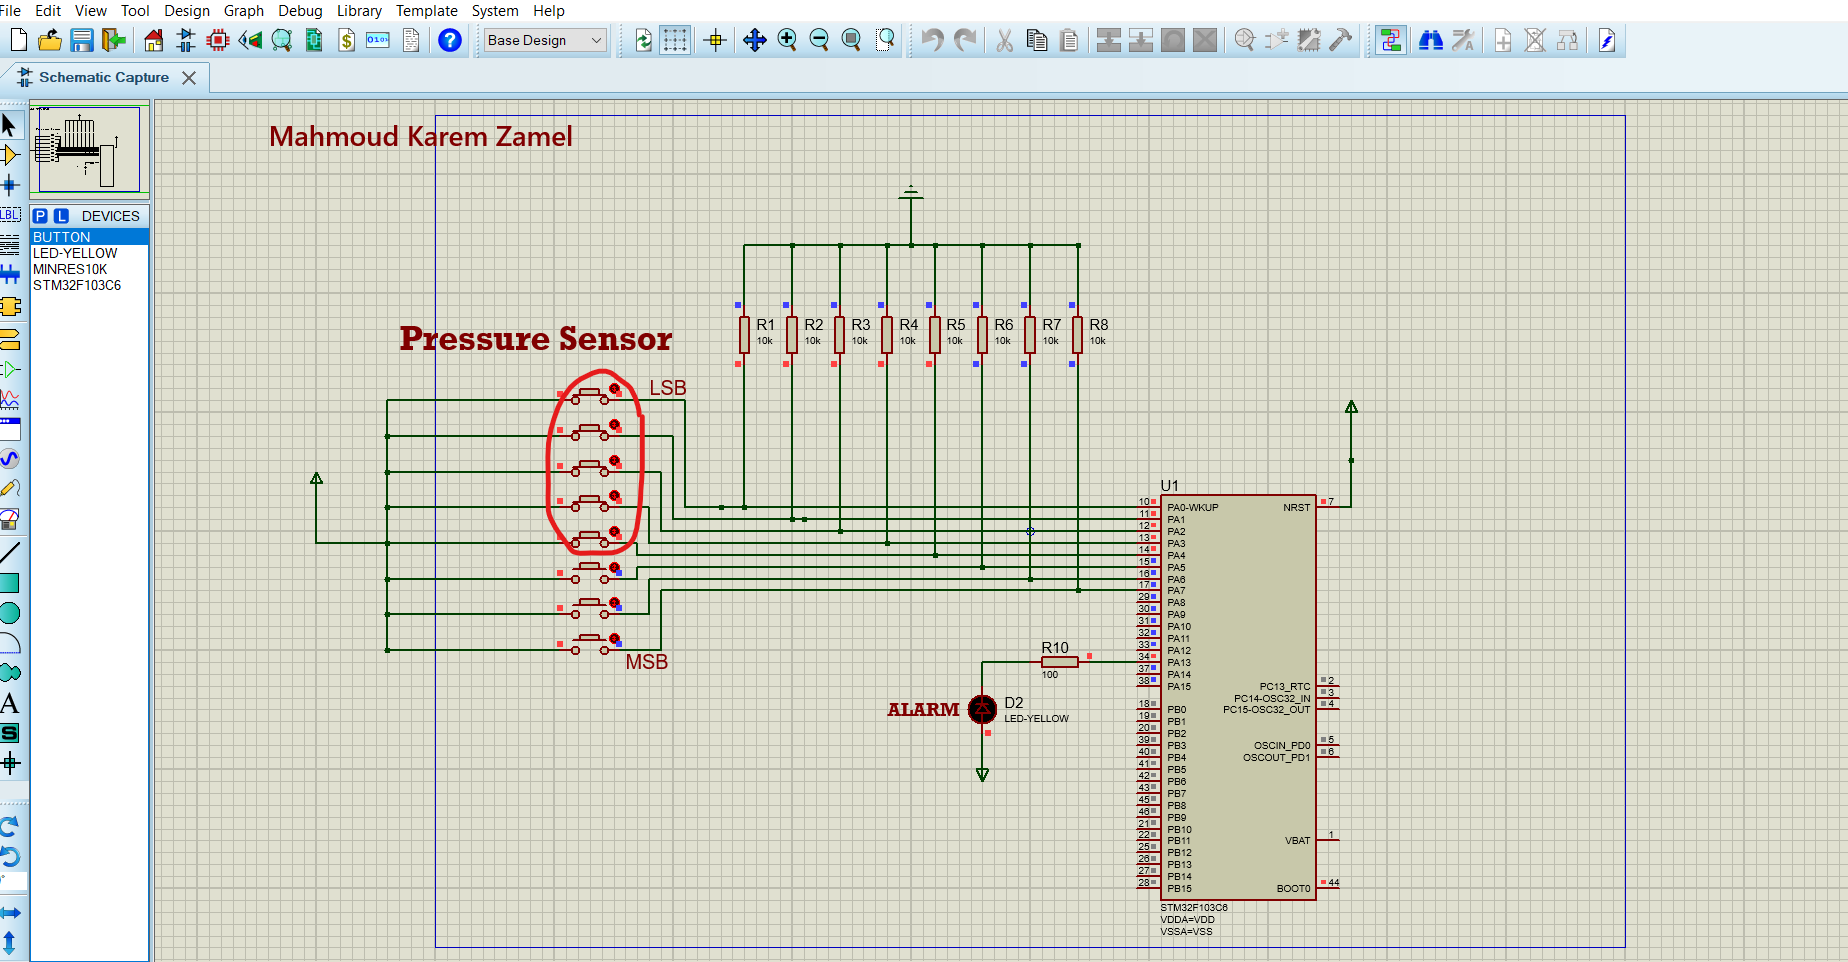 File Edit View Tool Design Graph Debug Library Template System Help
Base Design
Schematic Capture
P L DEVICES
BUTTON
LED-YELLOW
MINRES10K
STM32F103C6
LBL
A
S
Mahmoud Karem Zamel
Pressure Sensor
LSB
MSB
R1 R2 R3 R4 R5 R6 R7 R8
10k 10k 10k 10k 10k 10k 10k 10k
U1
10 PA0-WKUP NRST 7
11 PA1
12 PA2
13 PA3
14 PA4
15 PA5
16 PA6
17 PA7
29 PA8
30 PA9
31 PA10
32 PA11
33 PA12
34 PA13
37 PA14
38 PA15 PC13_RTC 2
PC14-OSC32_IN 3
18 PB0 PC15-OSC32_OUT 4
19 PB1
20 PB2
39 PB3 OSCIN_PD0 5
40 PB4 OSCOUT_PD1 6
41 PB5
42 PB6
43 PB7
45 PB8
46 PB9
21 PB10
22 PB11 VBAT 1
25 PB12
26 PB13
27 PB14
28 PB15 BOOT0 44
STM32F103C6
VDDA=VDD
VSSA=VSS
R10
100
ALARM
D2
LED-YELLOW